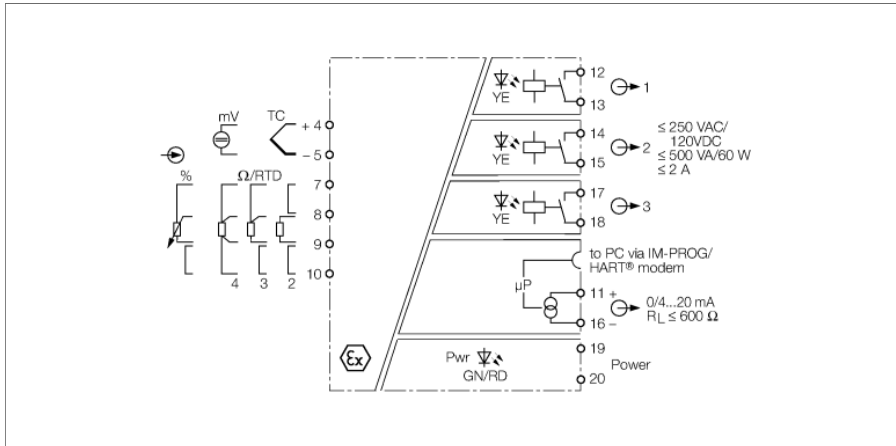 mV
TC
+ 4
– 5
%
Ω/RTD
7
8
9
10
4 3 2
YE
12
13
1
YE
14
15
2
≤ 250 VAC/
120VDC
≤ 500 VA/60 W
≤ 2 A
YE
17
18
3
to PC via IM-PROG/
HART® modem
µP
11 +
16 –
0/4...20 mA
RL ≤ 600 Ω
Ex
Pwr
GN/RD
19
20
Power